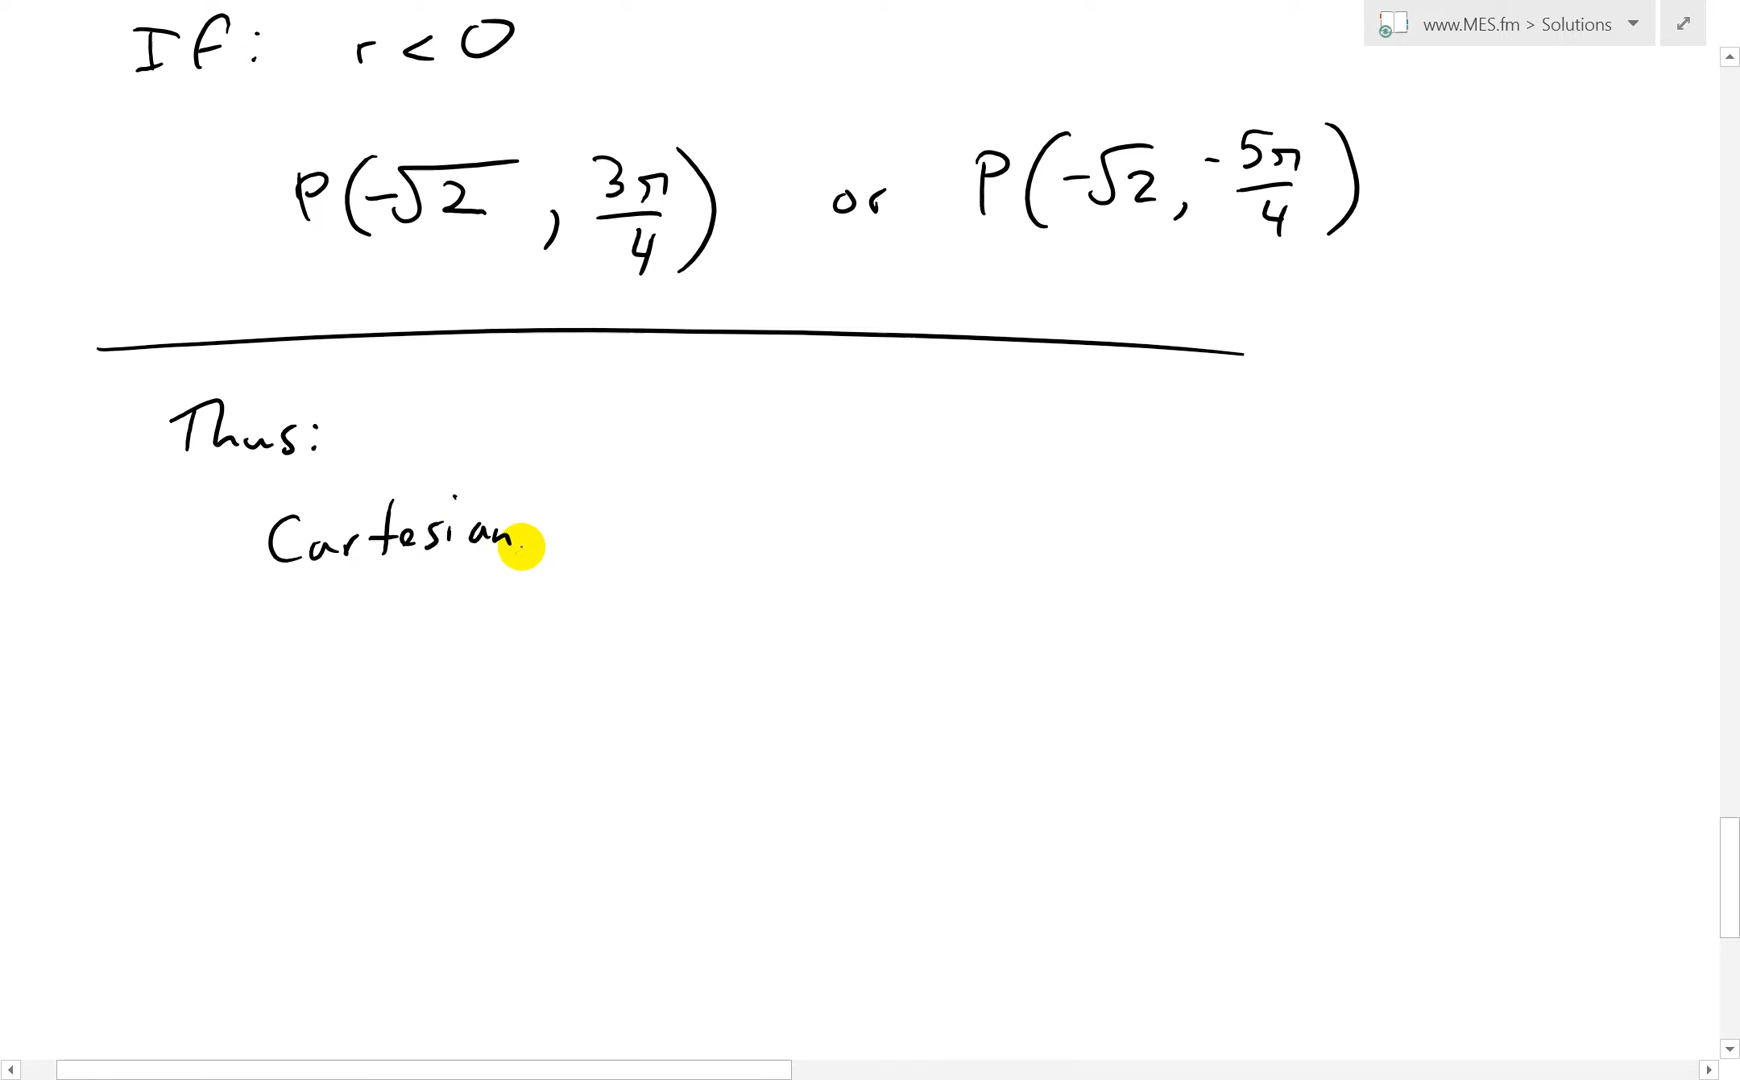 www.MES.fm > Solutions
If: r < 0
P(-√2, 3π/4) or P(-√2, -5π/4)
Thus:
Cartesian